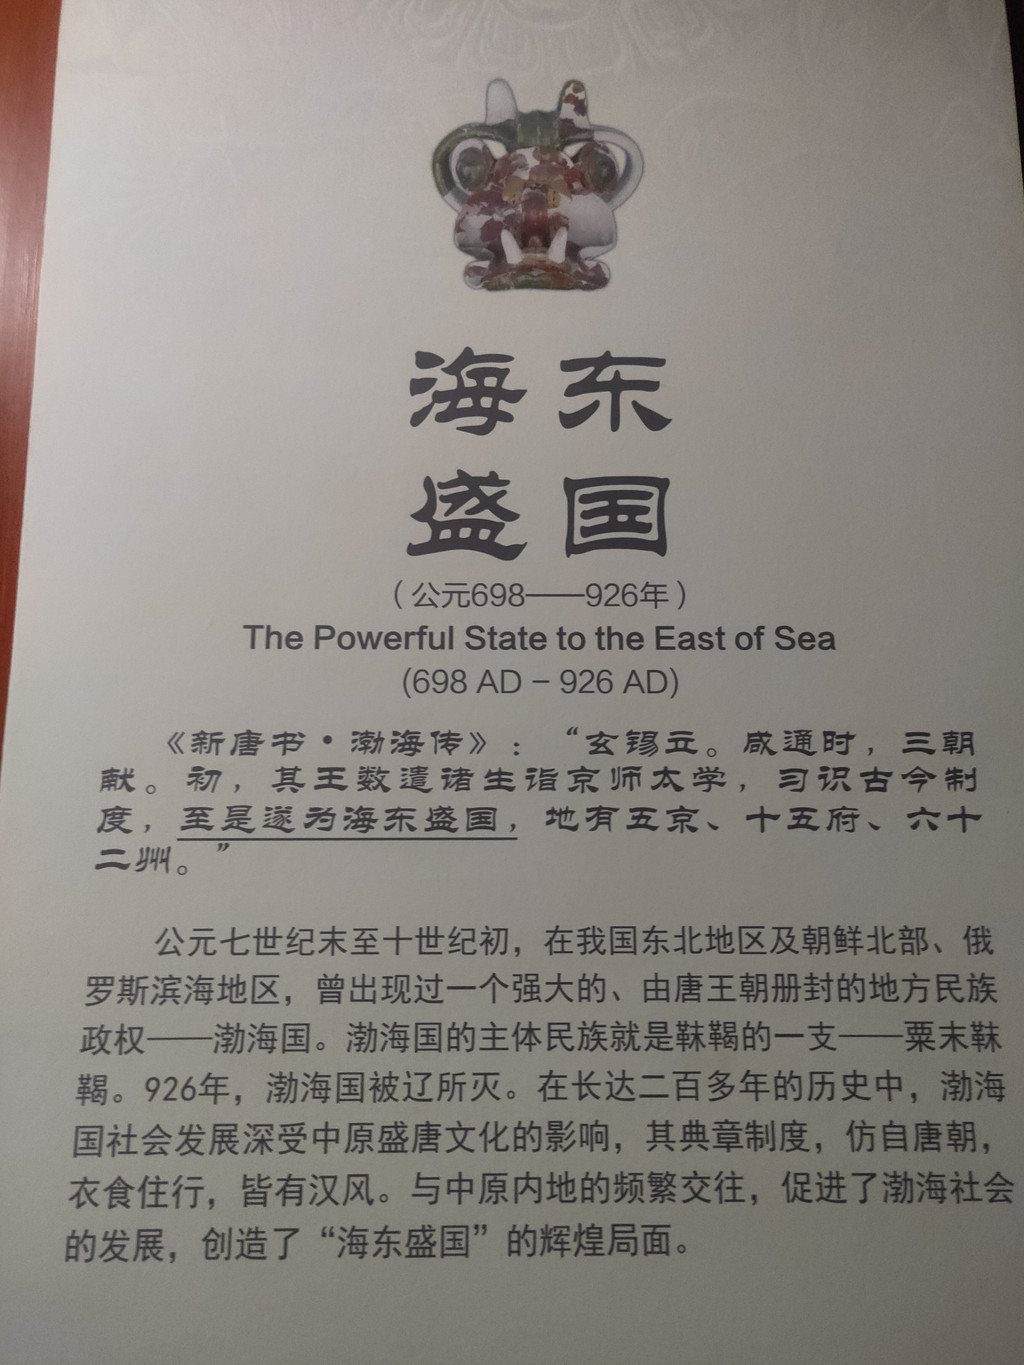 海东
盛国
（公元698——926年）
The Powerful State to the East of Sea
(698 AD – 926 AD)
《新唐书·渤海传》：“玄锡立。咸通时，三朝
献。初，其王数遣诸生诣京师太学，习识古今制
度，至是遂为海东盛国，地有五京、十五府、六十
二州。”
公元七世纪末至十世纪初，在我国东北地区及朝鲜北部、俄
罗斯滨海地区，曾出现过一个强大的、由唐王朝册封的地方民族
政权——渤海国。渤海国的主体民族就是靺鞨的一支——粟末靺
鞨。926年，渤海国被辽所灭。在长达二百多年的历史中，渤海
国社会发展深受中原盛唐文化的影响，其典章制度，仿自唐朝，
衣食住行，皆有汉风。与中原内地的频繁交往，促进了渤海社会
的发展，创造了“海东盛国”的辉煌局面。